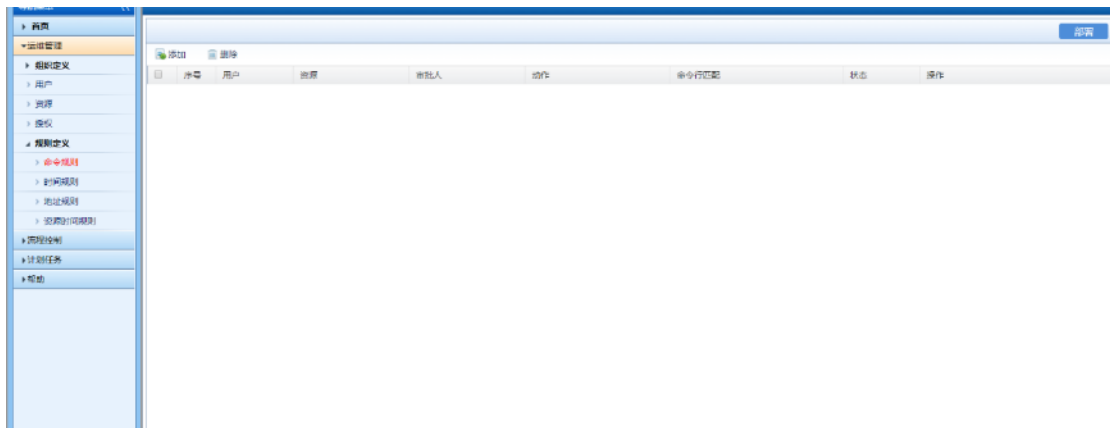 首页
运维管理
组织定义
用户
资源
授权
规则定义
命令规则
时间规则
地址规则
资源时间规则
流程控制
计划任务
帮助
部署
添加 删除
序号 用户 资源 审批人 动作 命令行匹配 状态 操作